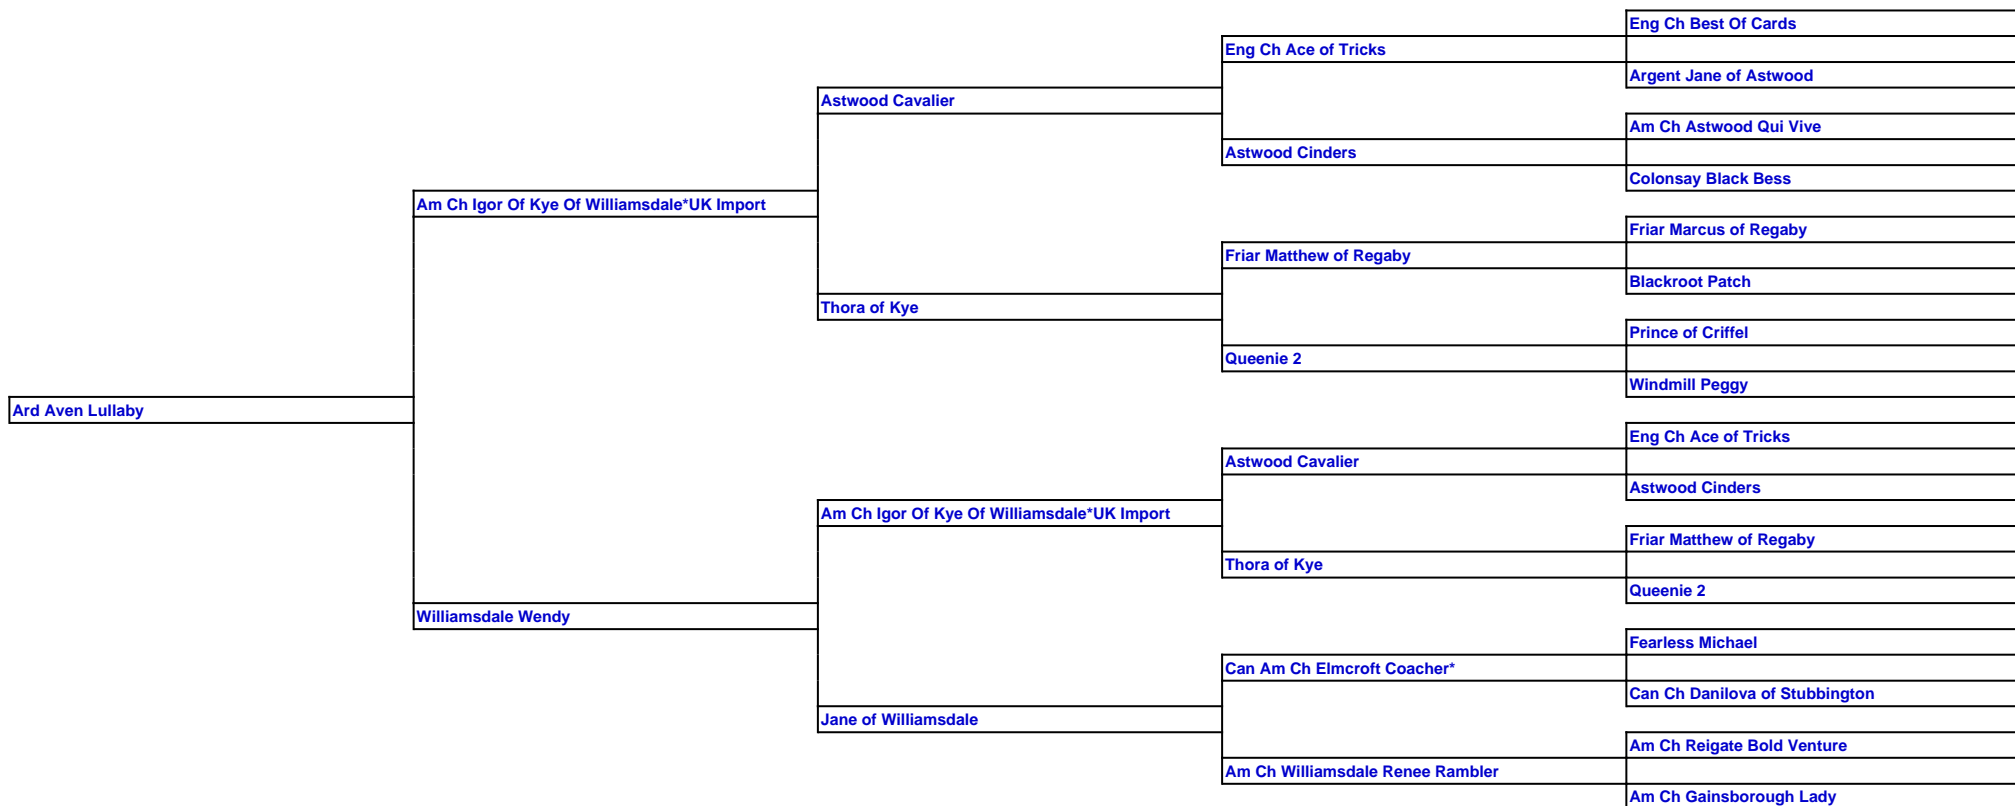 Eng Ch Best Of Cards
Eng Ch Ace of Tricks
Argent Jane of Astwood
Astwood Cavalier
Am Ch Astwood Qui Vive
Astwood Cinders
Colonsay Black Bess
Am Ch Igor Of Kye Of Williamsdale*UK Import
Friar Marcus of Regaby
Friar Matthew of Regaby
Blackroot Patch
Thora of Kye
Prince of Criffel
Queenie 2
Windmill Peggy
Ard Aven Lullaby
Eng Ch Ace of Tricks
Astwood Cavalier
Astwood Cinders
Am Ch Igor Of Kye Of Williamsdale*UK Import
Friar Matthew of Regaby
Thora of Kye
Queenie 2
Williamsdale Wendy
Fearless Michael
Can Am Ch Elmcroft Coacher*
Can Ch Danilova of Stubbington
Jane of Williamsdale
Am Ch Reigate Bold Venture
Am Ch Williamsdale Renee Rambler
Am Ch Gainsborough Lady